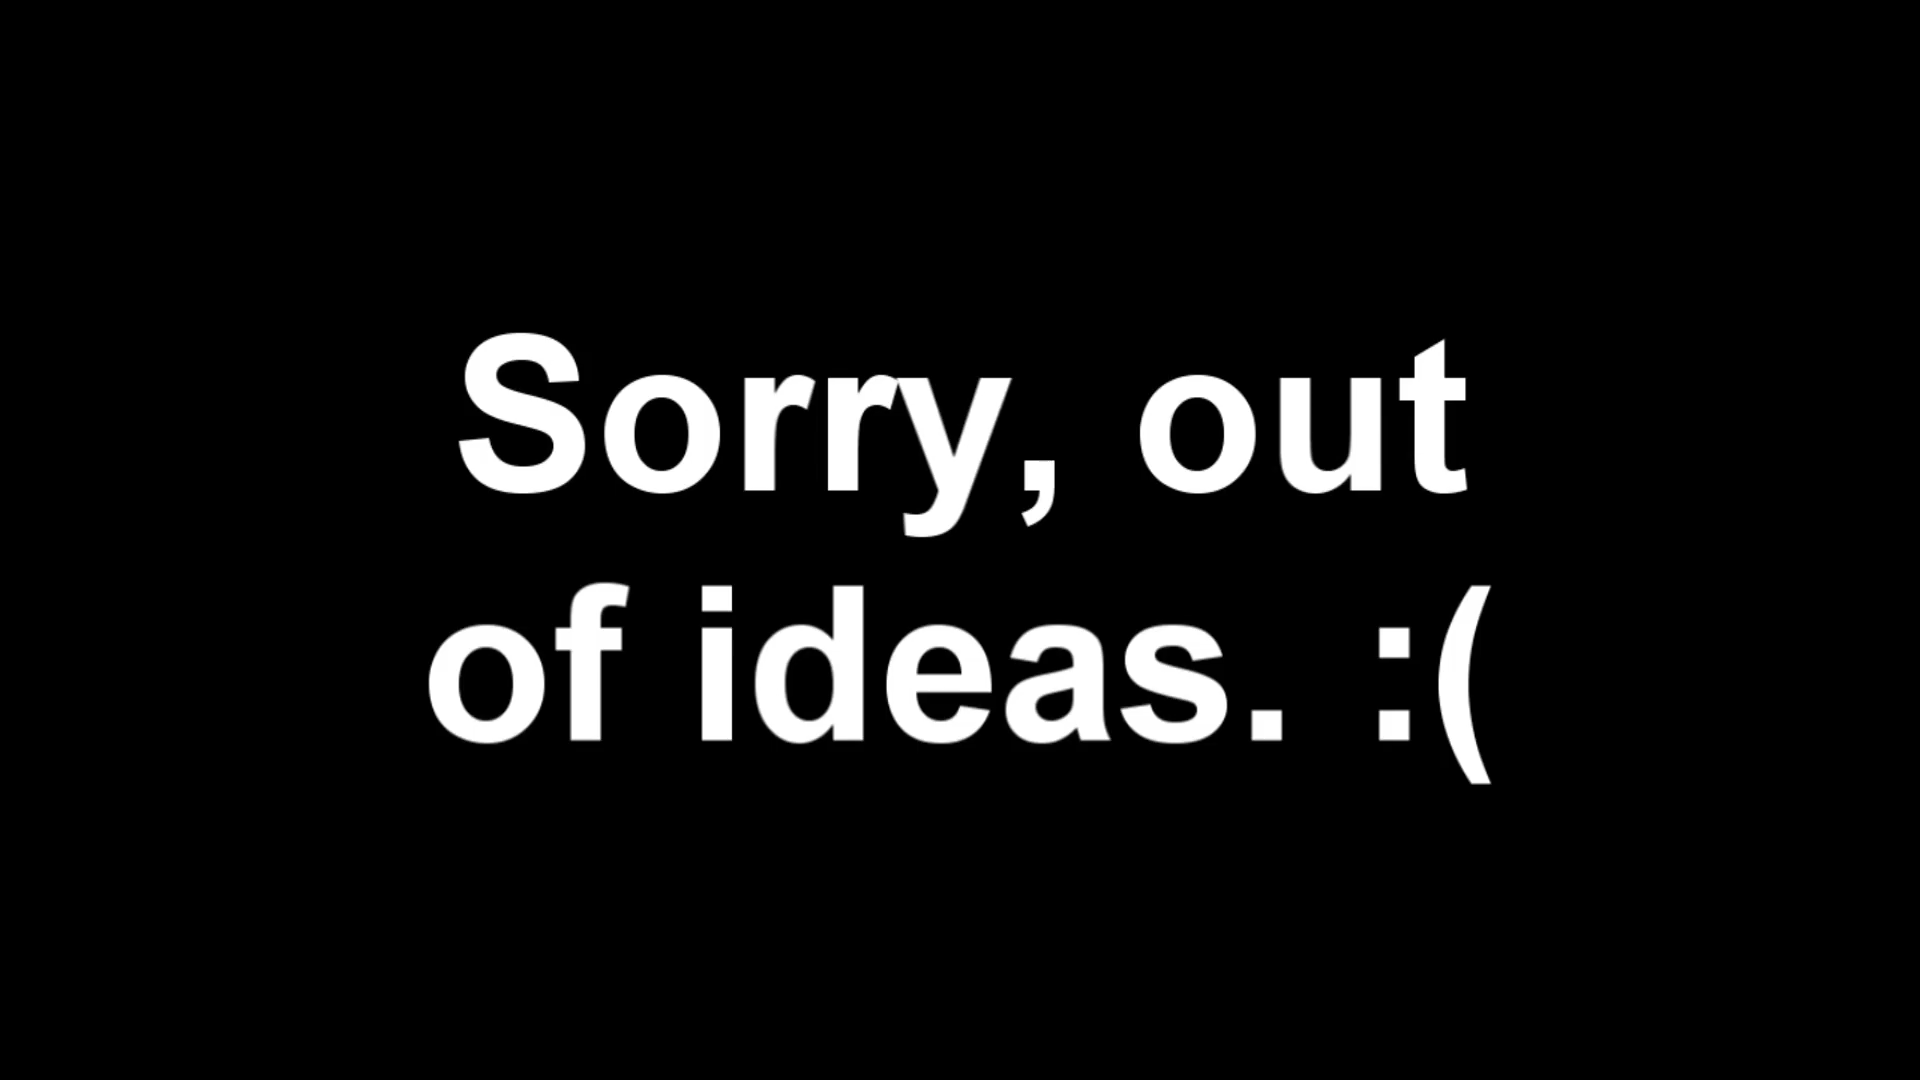 Sorry, out
of ideas. :(